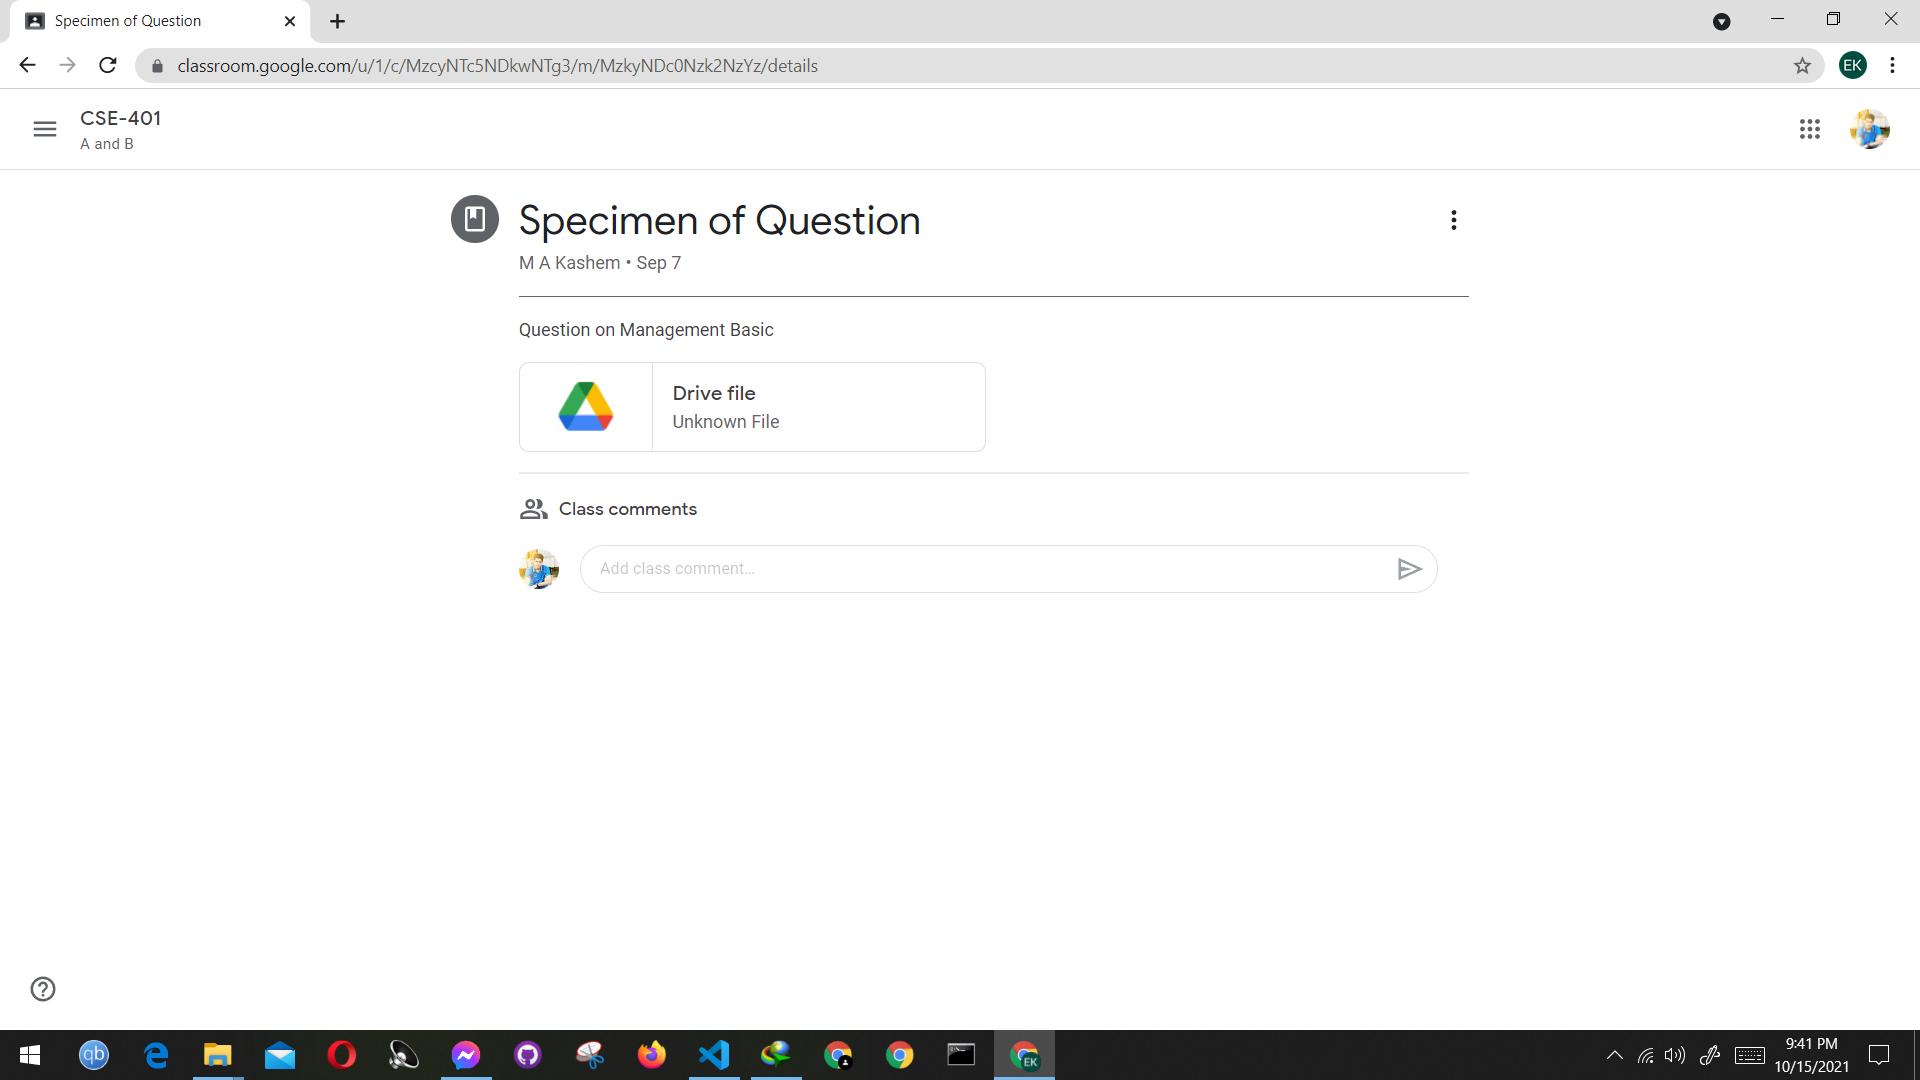 Specimen of Question
classroom.google.com/u/1/c/MzcyNTc5NDkwNTg3/m/MzkyNDc0Nzk2NzYz/details
EK
CSE-401
A and B
Specimen of Question
M A Kashem • Sep 7
Question on Management Basic
Drive file
Unknown File
Class comments
Add class comment...
qb
EK
9:41 PM
10/15/2021